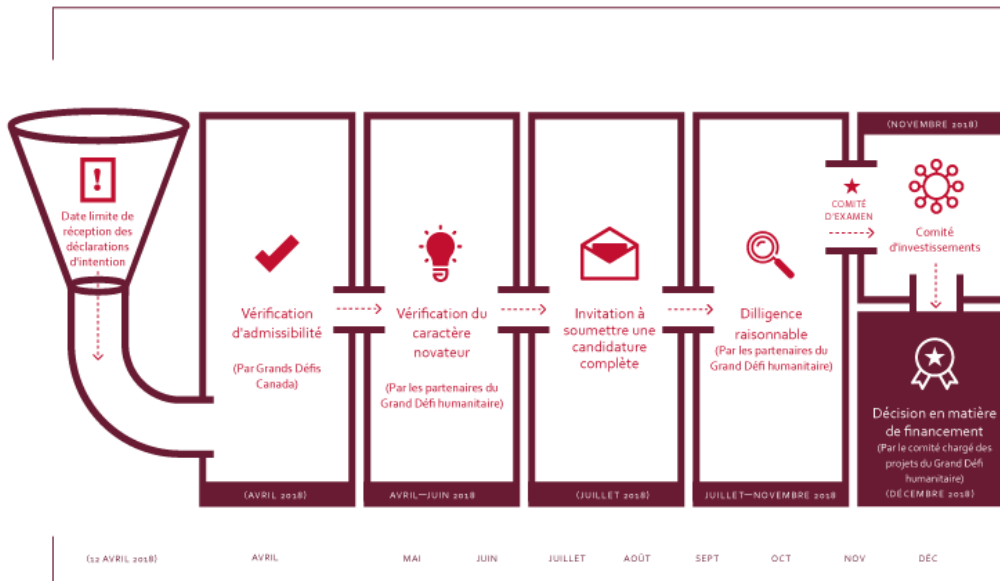 !
Date limite de
réception des
déclarations
d'intention
Vérification
d'admissibilité
(Par Grands Défis
Canada)
(AVRIL 2018)
Vérification du
caractère
novateur
(Par les partenaires du
Grand Défi humanitaire)
AVRIL—JUIN 2018
Invitation à
soumettre une
candidature
complète
(JUILLET 2018)
Dilligence
raisonnable
(Par les partenaires du
Grand Défi humanitaire)
JUILLET—NOVEMBRE 2018
COMITÉ
D'EXAMEN
(NOVEMBRE 2018)
Comité
d'investissements
Décision en matière
de financement
(Par le comité chargé des
projets du Grand Défi
humanitaire)
(DÉCEMBRE 2018)
(12 AVRIL 2018) AVRIL MAI JUIN JUILLET AOÛT SEPT OCT NOV DÉC